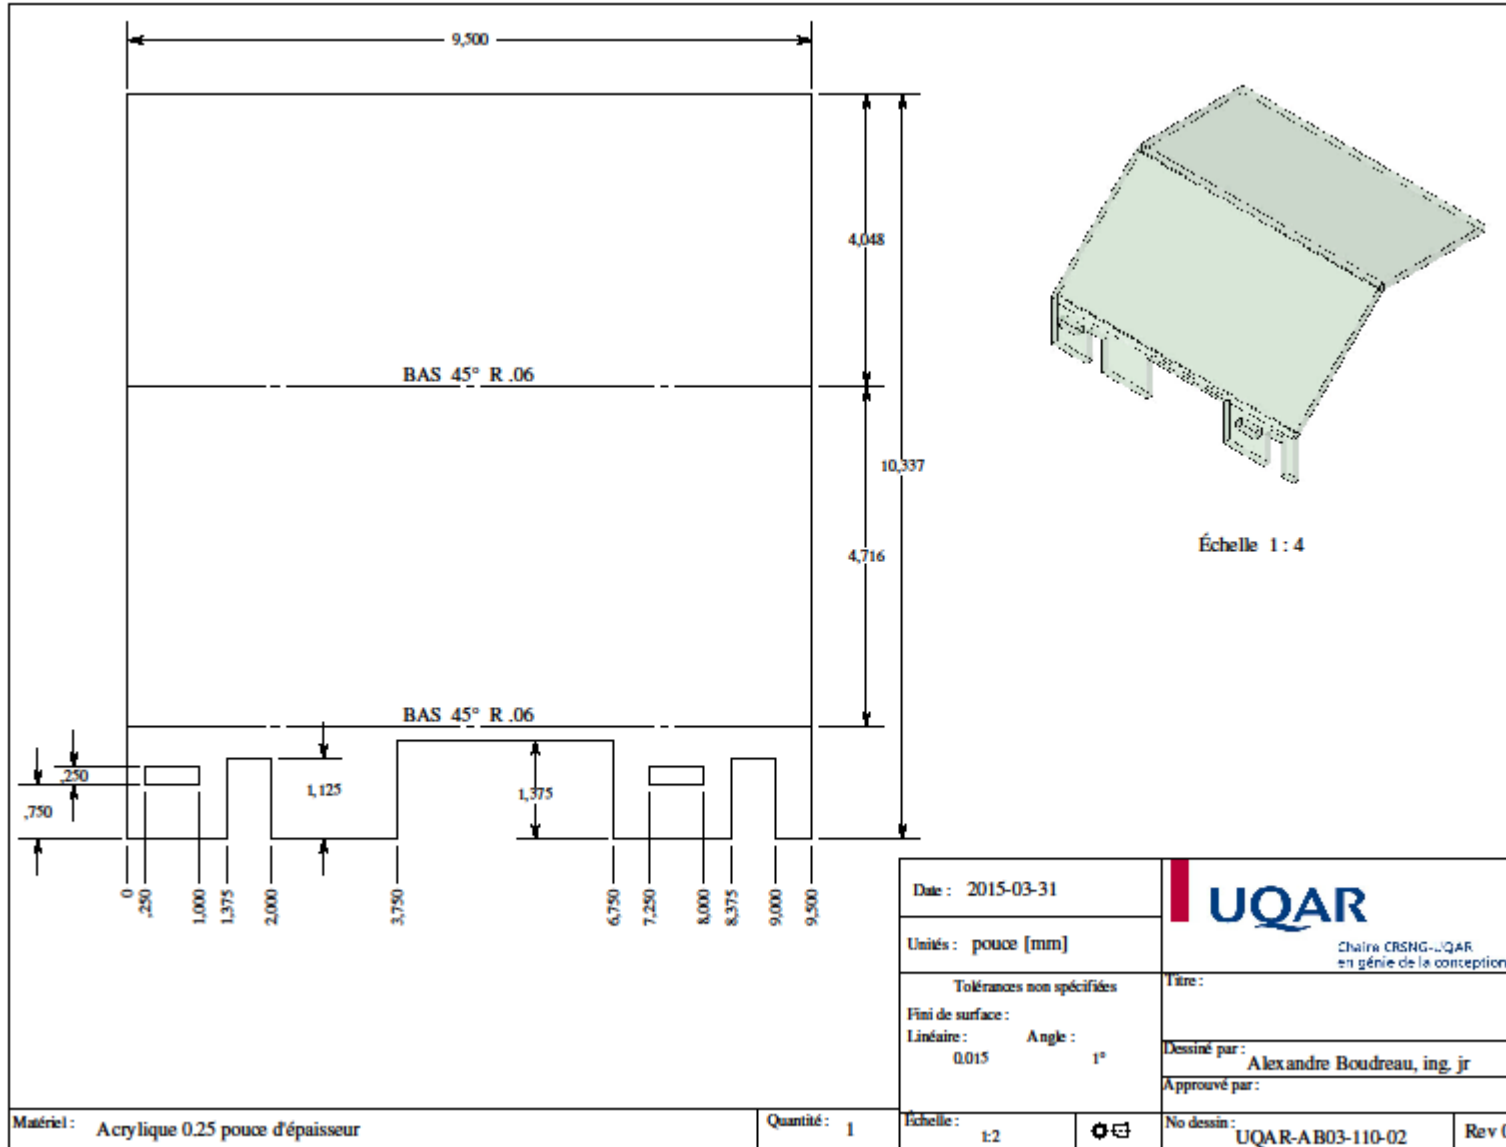 9,500
4,048
BAS 45° R .06
10,337
4,716
Échelle 1 : 4
BAS 45° R .06
,250
,750
1,125
1,375
0
,250
1,000
1,375
2,000
3,750
6,750
7,250
8,000
8,375
9,000
9,500
Date : 2015-03-31
UQAR
Chaire CRSNG-UQAR
en génie de la conception
Unités : pouce [mm]
Tolérances non spécifiées
Fini de surface :
Linéaire : Angle :
0.015 1°
Titre :
Dessiné par :
Alexandre Boudreau, ing. jr
Approuvé par :
Matériel : Acrylique 0.25 pouce d'épaisseur
Quantité : 1
Échelle :
1:2
No dessin :
UQAR-AB03-110-02
Rev